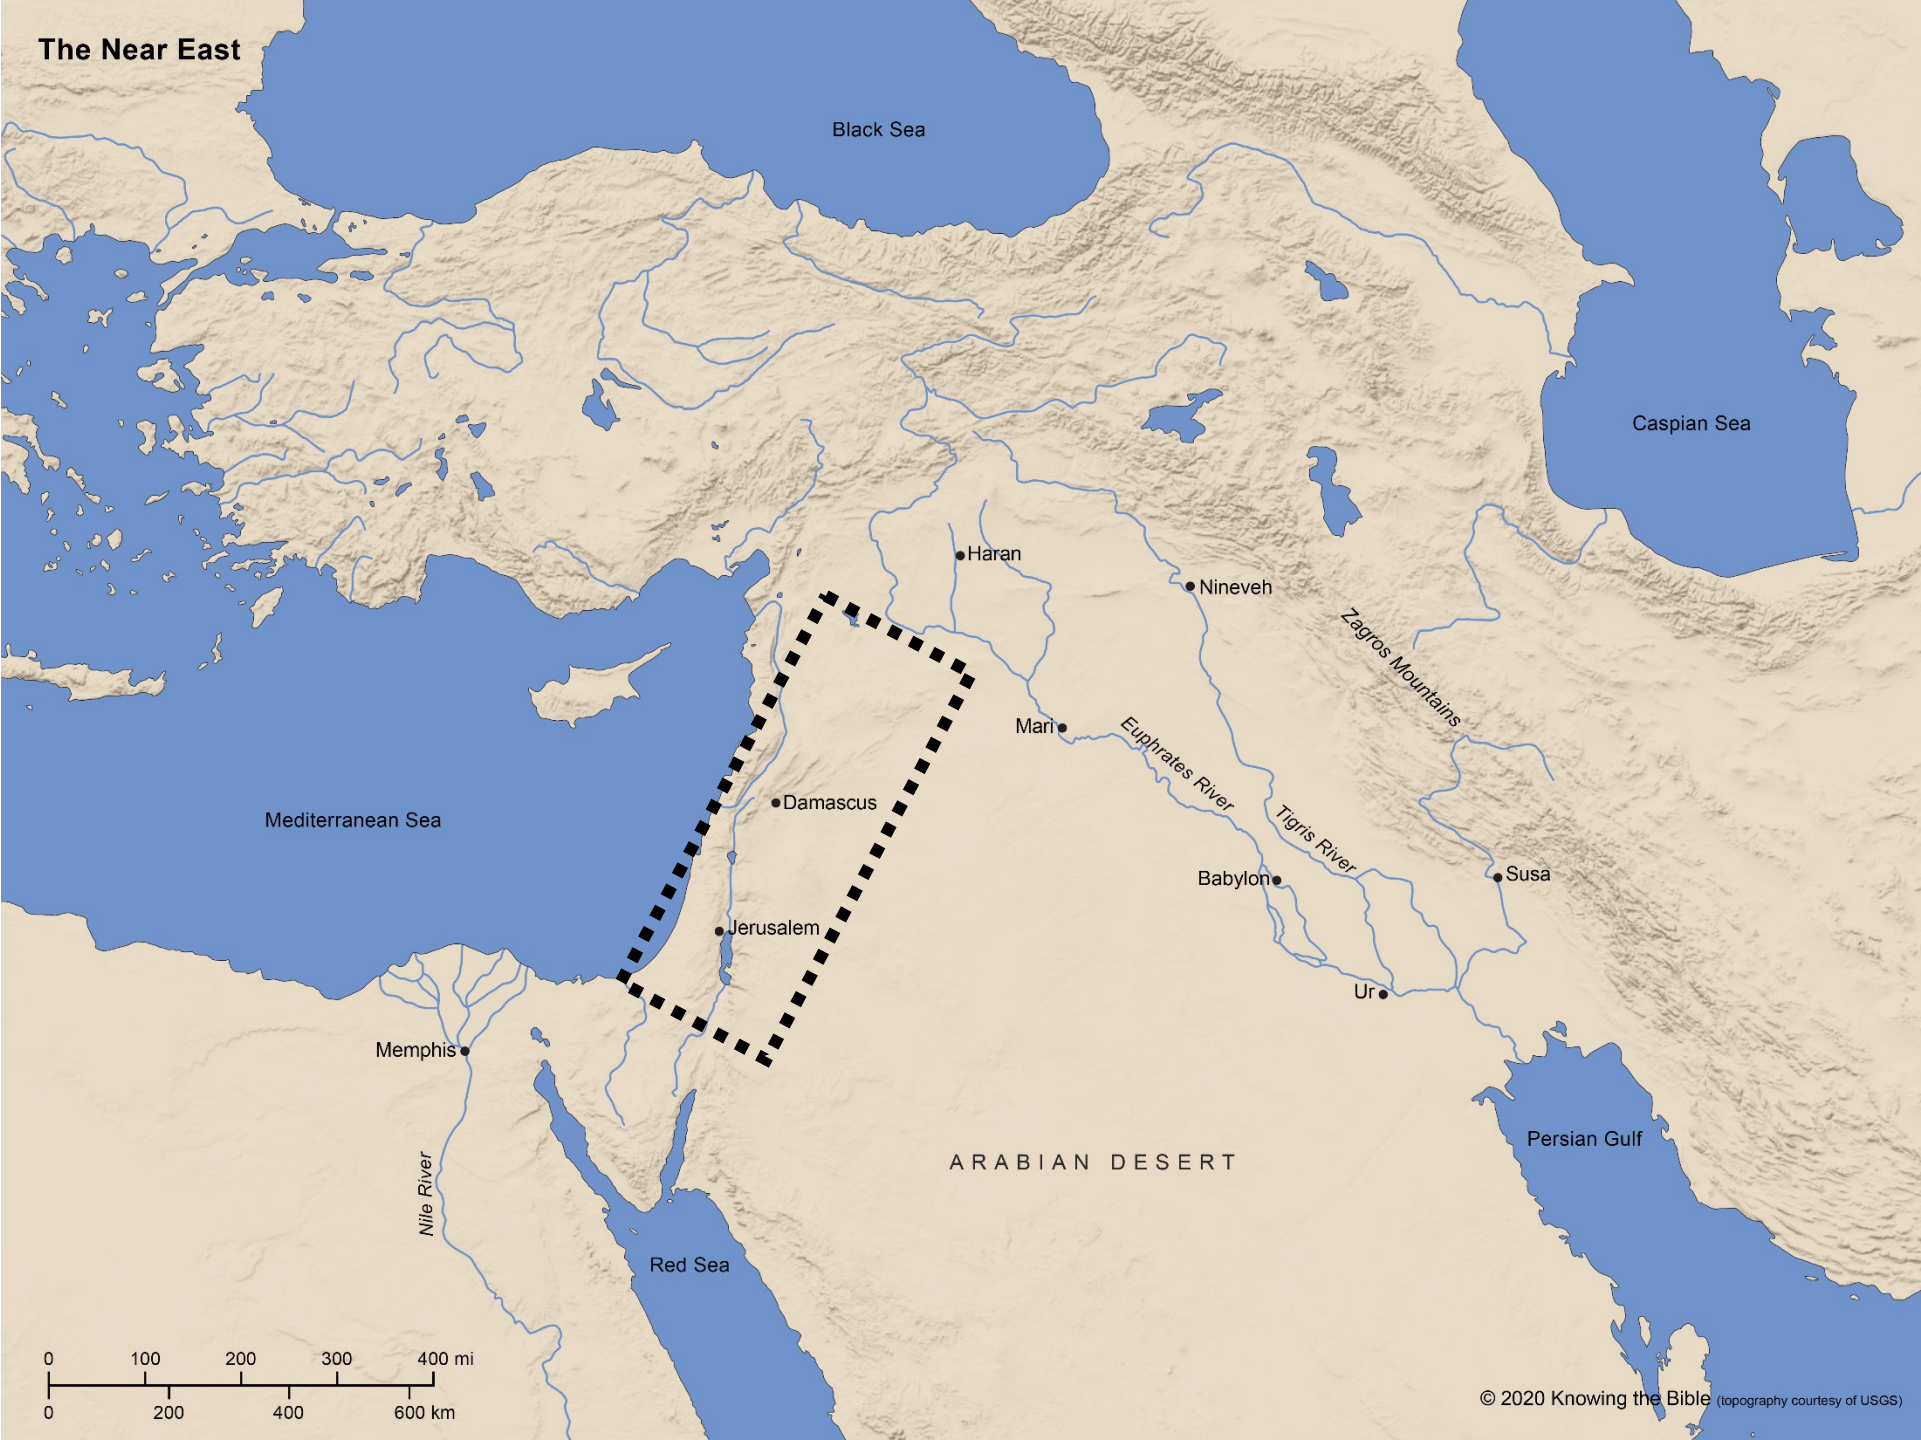 The Near East
Black Sea
Caspian Sea
Haran
Nineveh
Zagros Mountains
Mari
Euphrates River
Mediterranean Sea
Damascus
Tigris River
Babylon
Susa
Jerusalem
Ur
Memphis
Persian Gulf
ARABIAN DESERT
Nile River
Red Sea
0 100 200 300 400 mi
0 200 400 600 km
© 2020 Knowing the Bible (topography courtesy of USGS)